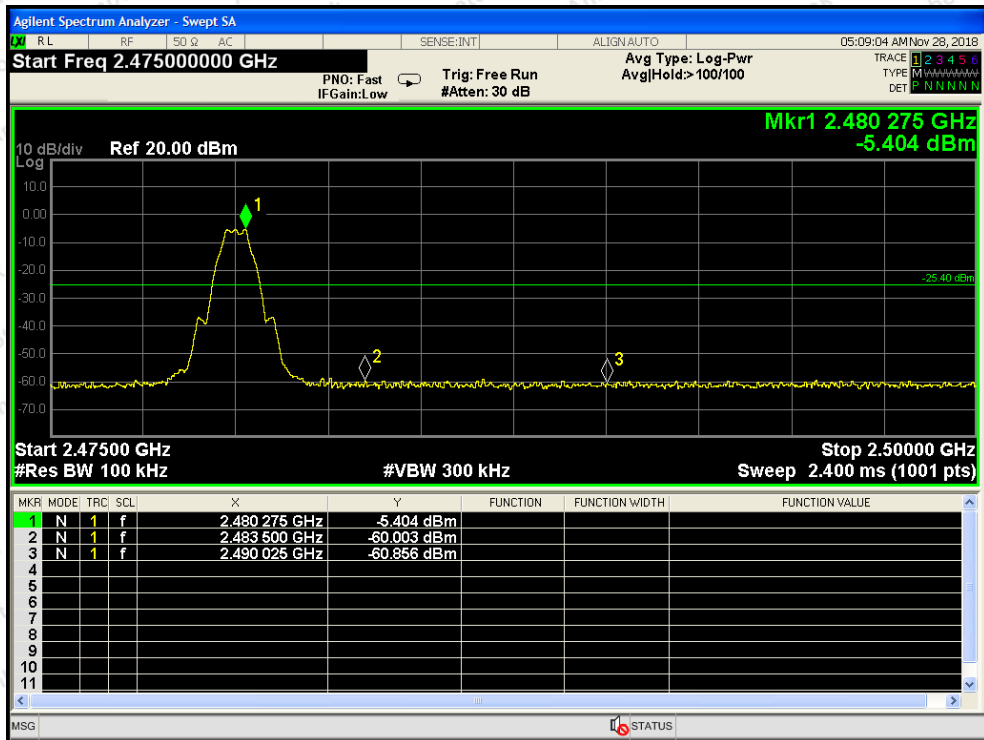 Agilent Spectrum Analyzer - Swept SA
LXI RL RF 50 Ω AC SENSE:INT ALIGN AUTO 05:09:04 AM Nov 28, 2018
Start Freq 2.475000000 GHz
PNO: Fast
IFGain:Low
Trig: Free Run
#Atten: 30 dB
Avg Type: Log-Pwr
Avg|Hold:>100/100
TRACE 1 2 3 4 5 6
TYPE M
DET P N N N N N
Mkr1 2.480 275 GHz
-5.404 dBm
10 dB/div Ref 20.00 dBm
Log
10.0
0.00
-10.0
-20.0
-30.0
-40.0
-50.0
-60.0
-70.0
1
-25.40 dBm
2
3
Start 2.47500 GHz Stop 2.50000 GHz
#Res BW 100 kHz #VBW 300 kHz Sweep 2.400 ms (1001 pts)
MKR MODE TRC SCL X Y FUNCTION FUNCTION WIDTH FUNCTION VALUE
1 N 1 f 2.480 275 GHz -5.404 dBm
2 N 1 f 2.483 500 GHz -60.003 dBm
3 N 1 f 2.490 025 GHz -60.856 dBm
4
5
6
7
8
9
10
11
MSG STATUS